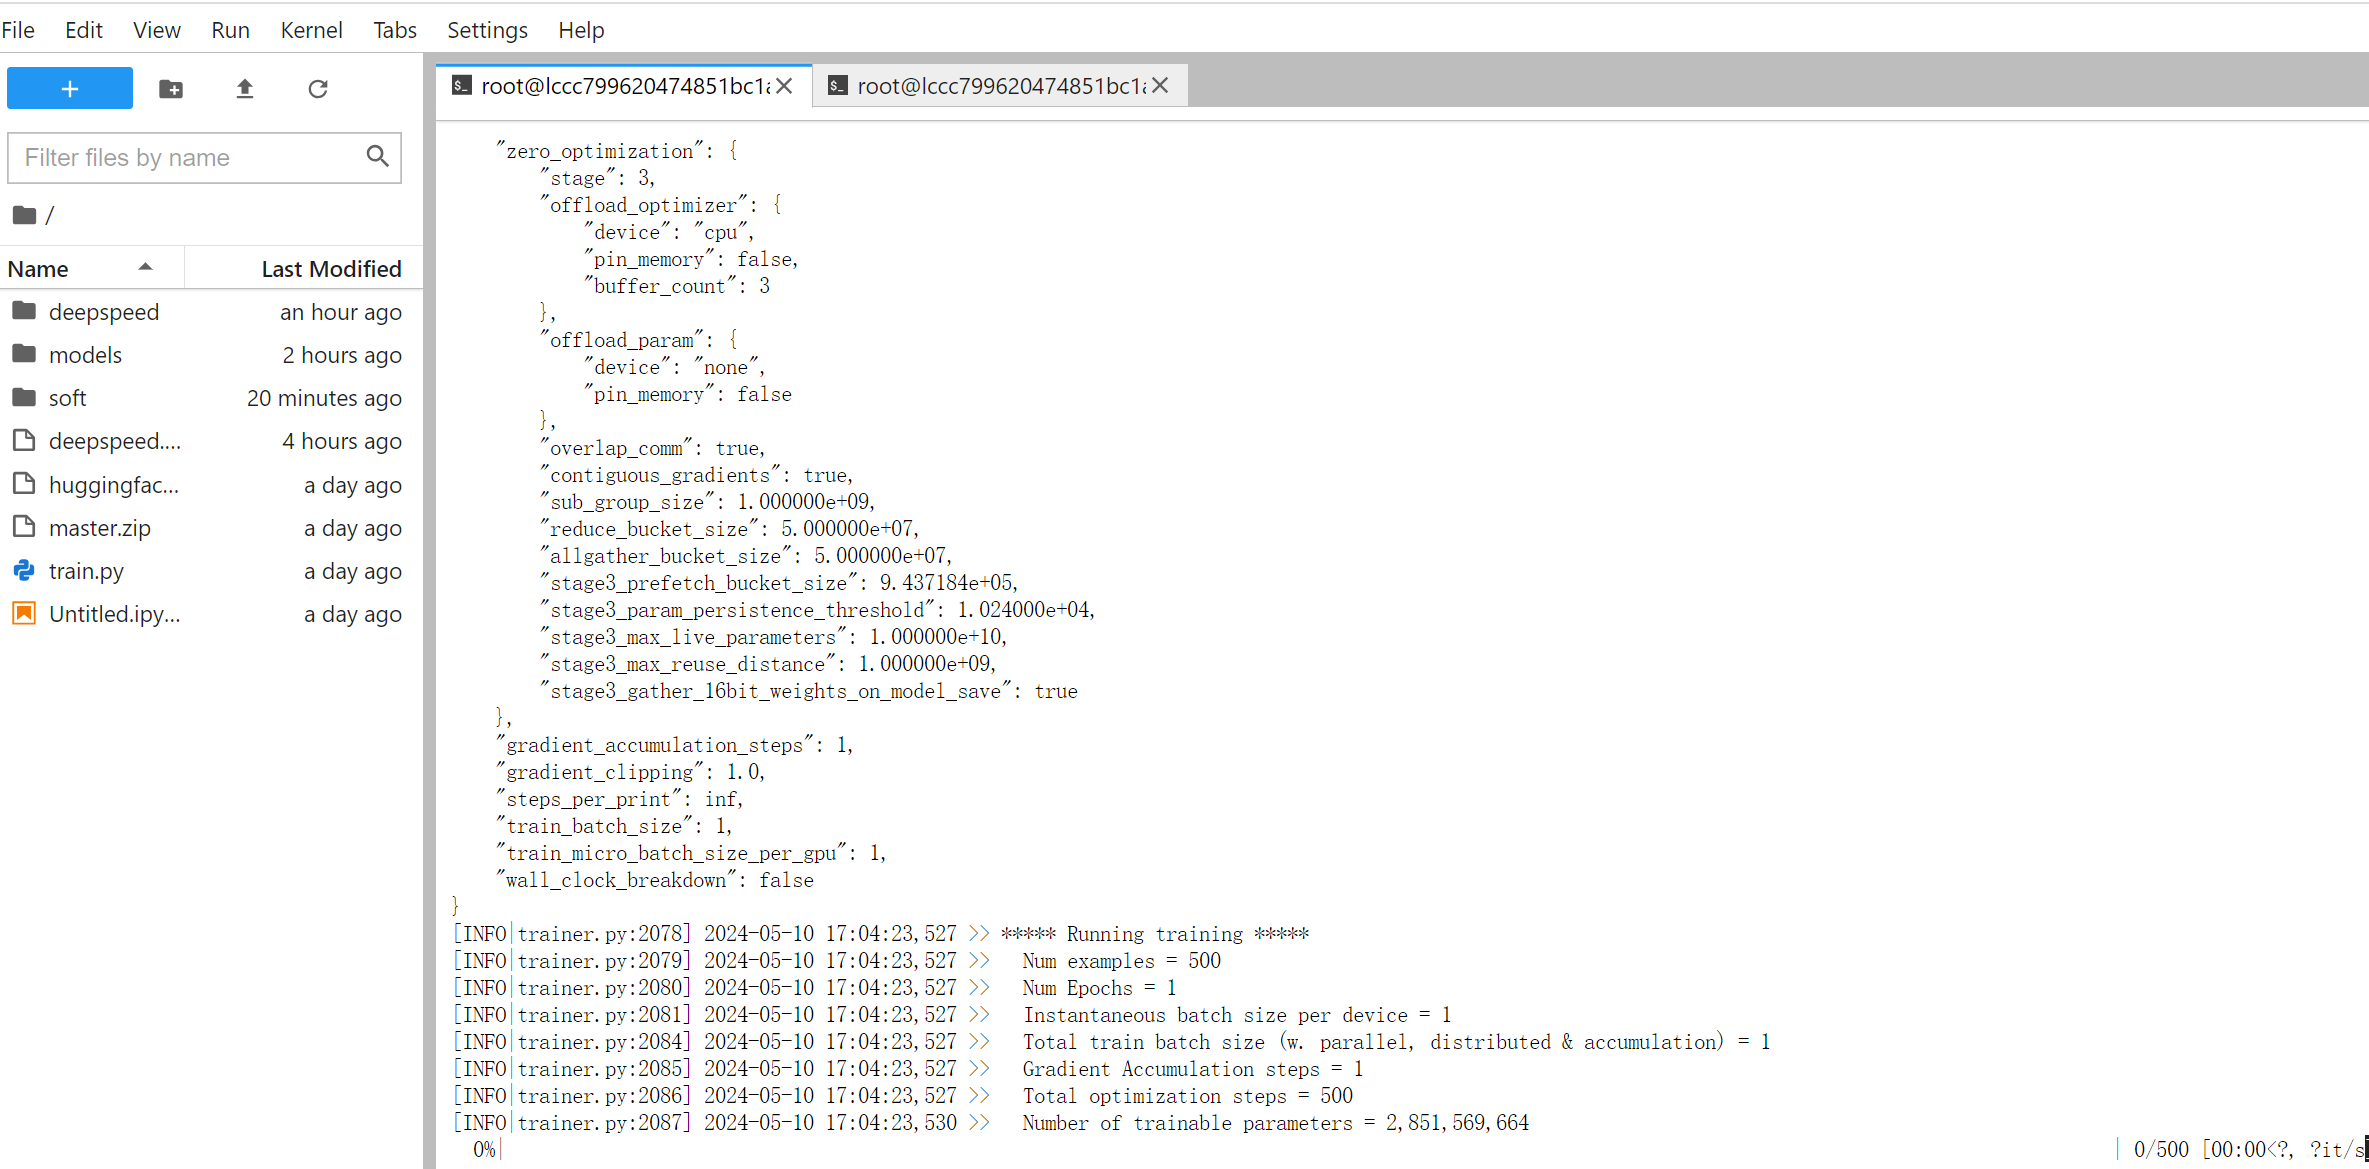 File Edit View Run Kernel Tabs Settings Help
+
Filter files by name
/
Name Last Modified
deepspeed an hour ago
models 2 hours ago
soft 20 minutes ago
deepspeed.... 4 hours ago
huggingfac... a day ago
master.zip a day ago
train.py a day ago
Untitled.ipy... a day ago
root@lccc799620474851bc1a root@lccc799620474851bc1a
"zero_optimization": {
"stage": 3,
"offload_optimizer": {
"device": "cpu",
"pin_memory": false,
"buffer_count": 3
},
"offload_param": {
"device": "none",
"pin_memory": false
},
"overlap_comm": true,
"contiguous_gradients": true,
"sub_group_size": 1.000000e+09,
"reduce_bucket_size": 5.000000e+07,
"allgather_bucket_size": 5.000000e+07,
"stage3_prefetch_bucket_size": 9.437184e+05,
"stage3_param_persistence_threshold": 1.024000e+04,
"stage3_max_live_parameters": 1.000000e+10,
"stage3_max_reuse_distance": 1.000000e+09,
"stage3_gather_16bit_weights_on_model_save": true
},
"gradient_accumulation_steps": 1,
"gradient_clipping": 1.0,
"steps_per_print": inf,
"train_batch_size": 1,
"train_micro_batch_size_per_gpu": 1,
"wall_clock_breakdown": false
}
[INFO|trainer.py:2078] 2024-05-10 17:04:23,527 >> ***** Running training *****
[INFO|trainer.py:2079] 2024-05-10 17:04:23,527 >> Num examples = 500
[INFO|trainer.py:2080] 2024-05-10 17:04:23,527 >> Num Epochs = 1
[INFO|trainer.py:2081] 2024-05-10 17:04:23,527 >> Instantaneous batch size per device = 1
[INFO|trainer.py:2084] 2024-05-10 17:04:23,527 >> Total train batch size (w. parallel, distributed & accumulation) = 1
[INFO|trainer.py:2085] 2024-05-10 17:04:23,527 >> Gradient Accumulation steps = 1
[INFO|trainer.py:2086] 2024-05-10 17:04:23,527 >> Total optimization steps = 500
[INFO|trainer.py:2087] 2024-05-10 17:04:23,530 >> Number of trainable parameters = 2,851,569,664
0%| | 0/500 [00:00<?, ?it/s